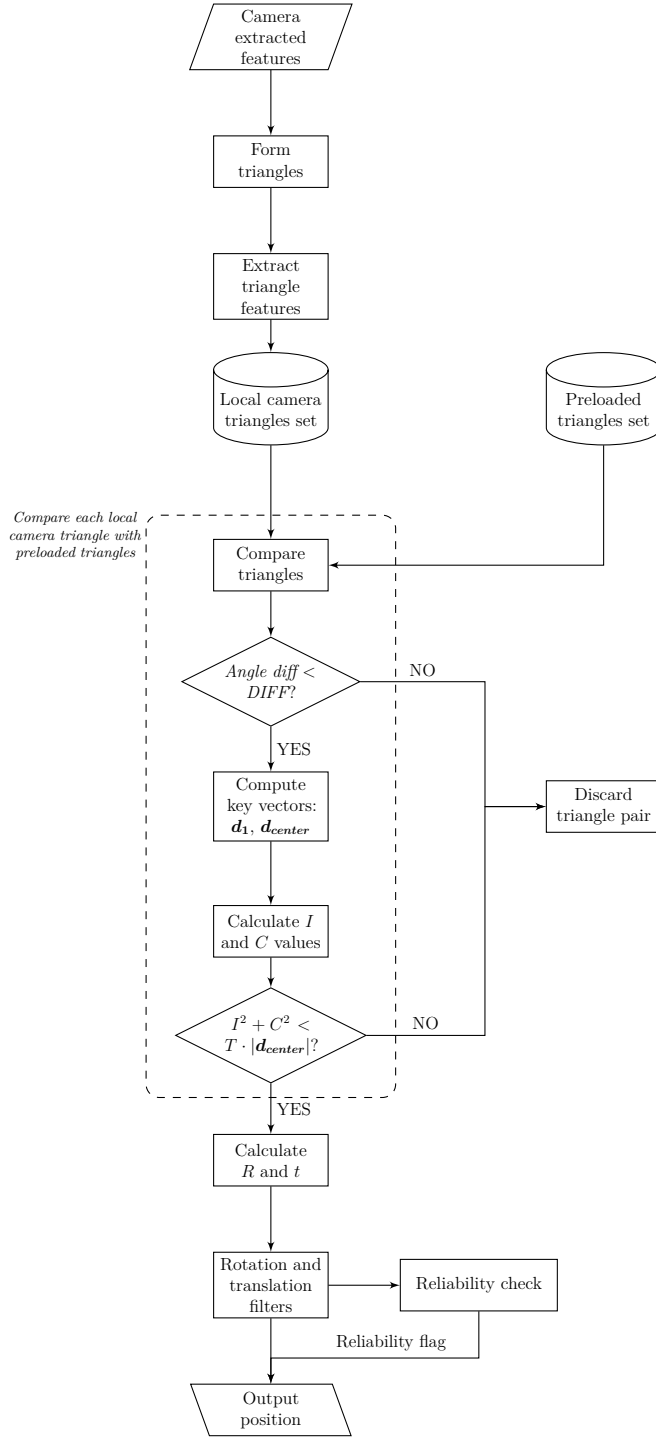 Camera
extracted
features
Form
triangles
Extract
triangle
features
Local camera
triangles set
Preloaded
triangles set
Compare each local
camera triangle with
preloaded triangles
Compare
triangles
Angle diff <
DIFF?
NO
YES
Compute
key vectors:
d₁, d_center
Discard
triangle pair
Calculate I
and C values
I² + C² <
T · |d_center|?
NO
YES
Calculate
R and t
Rotation and
translation
filters
Reliability check
Reliability flag
Output
position